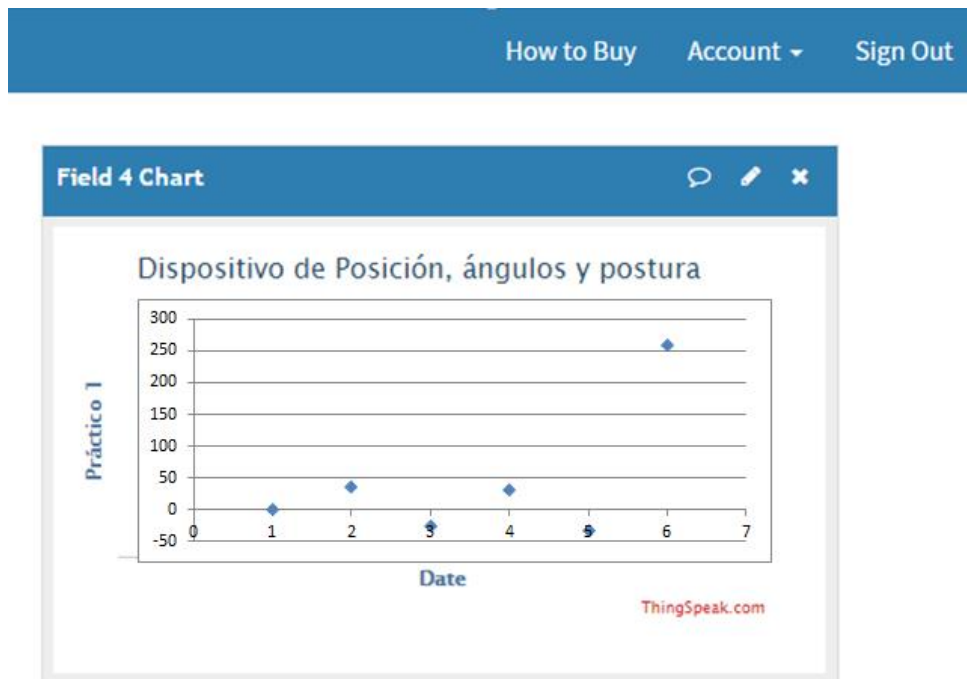 How to Buy Account Sign Out
Field 4 Chart
Dispositivo de Posición, ángulos y postura
Práctico 1
300
250
200
150
100
50
0
-50
0 1 2 3 4 5 6 7
Date
ThingSpeak.com